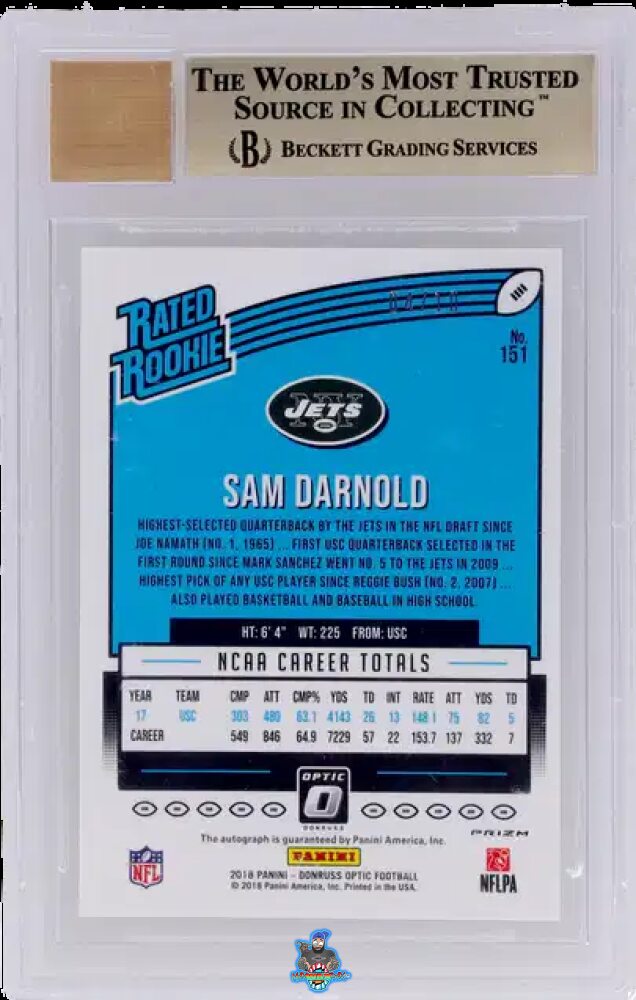 THE WORLD'S MOST TRUSTED
SOURCE IN COLLECTING™
B BECKETT GRADING SERVICES
RATED
ROOKIE
No.
151
JETS
SAM DARNOLD
HIGHEST-SELECTED QUARTERBACK BY THE JETS IN THE NFL DRAFT SINCE
JOE NAMATH (NO. 1, 1965) ... FIRST USC QUARTERBACK SELECTED IN THE
FIRST ROUND SINCE MARK SANCHEZ WENT NO. 5 TO THE JETS IN 2009 ...
HIGHEST PICK OF ANY USC PLAYER SINCE REGGIE BUSH (NO. 2, 2007) ...
ALSO PLAYED BASKETBALL AND BASEBALL IN HIGH SCHOOL.
HT: 6' 4" WT: 225 FROM: USC
NCAA CAREER TOTALS
YEAR TEAM CMP ATT CMP% YDS TD INT RATE ATT YDS TD
17 USC 303 480 63.1 4143 26 13 148.1 75 82 5
CAREER 549 846 64.9 7229 57 22 153.7 137 332 7
OPTIC
O
DONRUSS
PRIZM
The autograph is guaranteed by Panini America, Inc.
PANINI
NFL
2018 PANINI - DONRUSS OPTIC FOOTBALL
© 2018 Panini America, Inc. Printed in the USA.
NFLPA